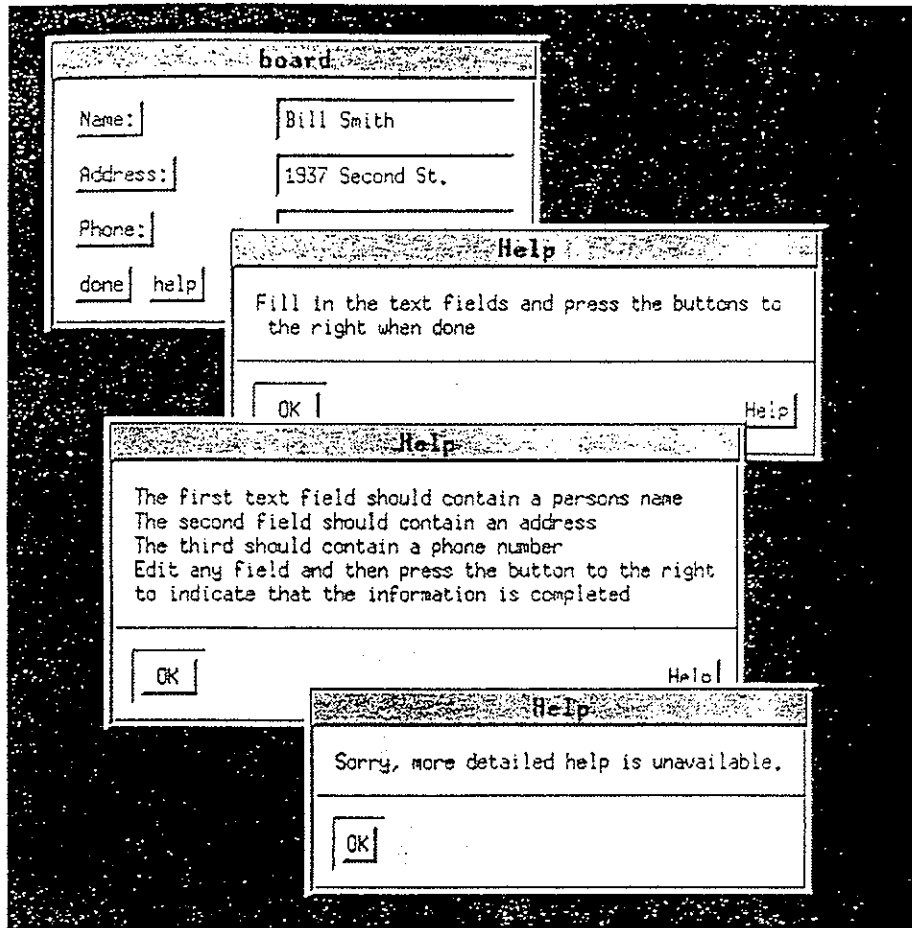 board
Name: Bill Smith
Address: 1937 Second St.
Phone:
done help
Help
Fill in the text fields and press the buttons to
the right when done
OK Help
Help
The first text field should contain a persons name
The second field should contain an address
The third should contain a phone number
Edit any field and then press the button to the right
to indicate that the information is completed
OK Help
Help
Sorry, more detailed help is unavailable.
OK